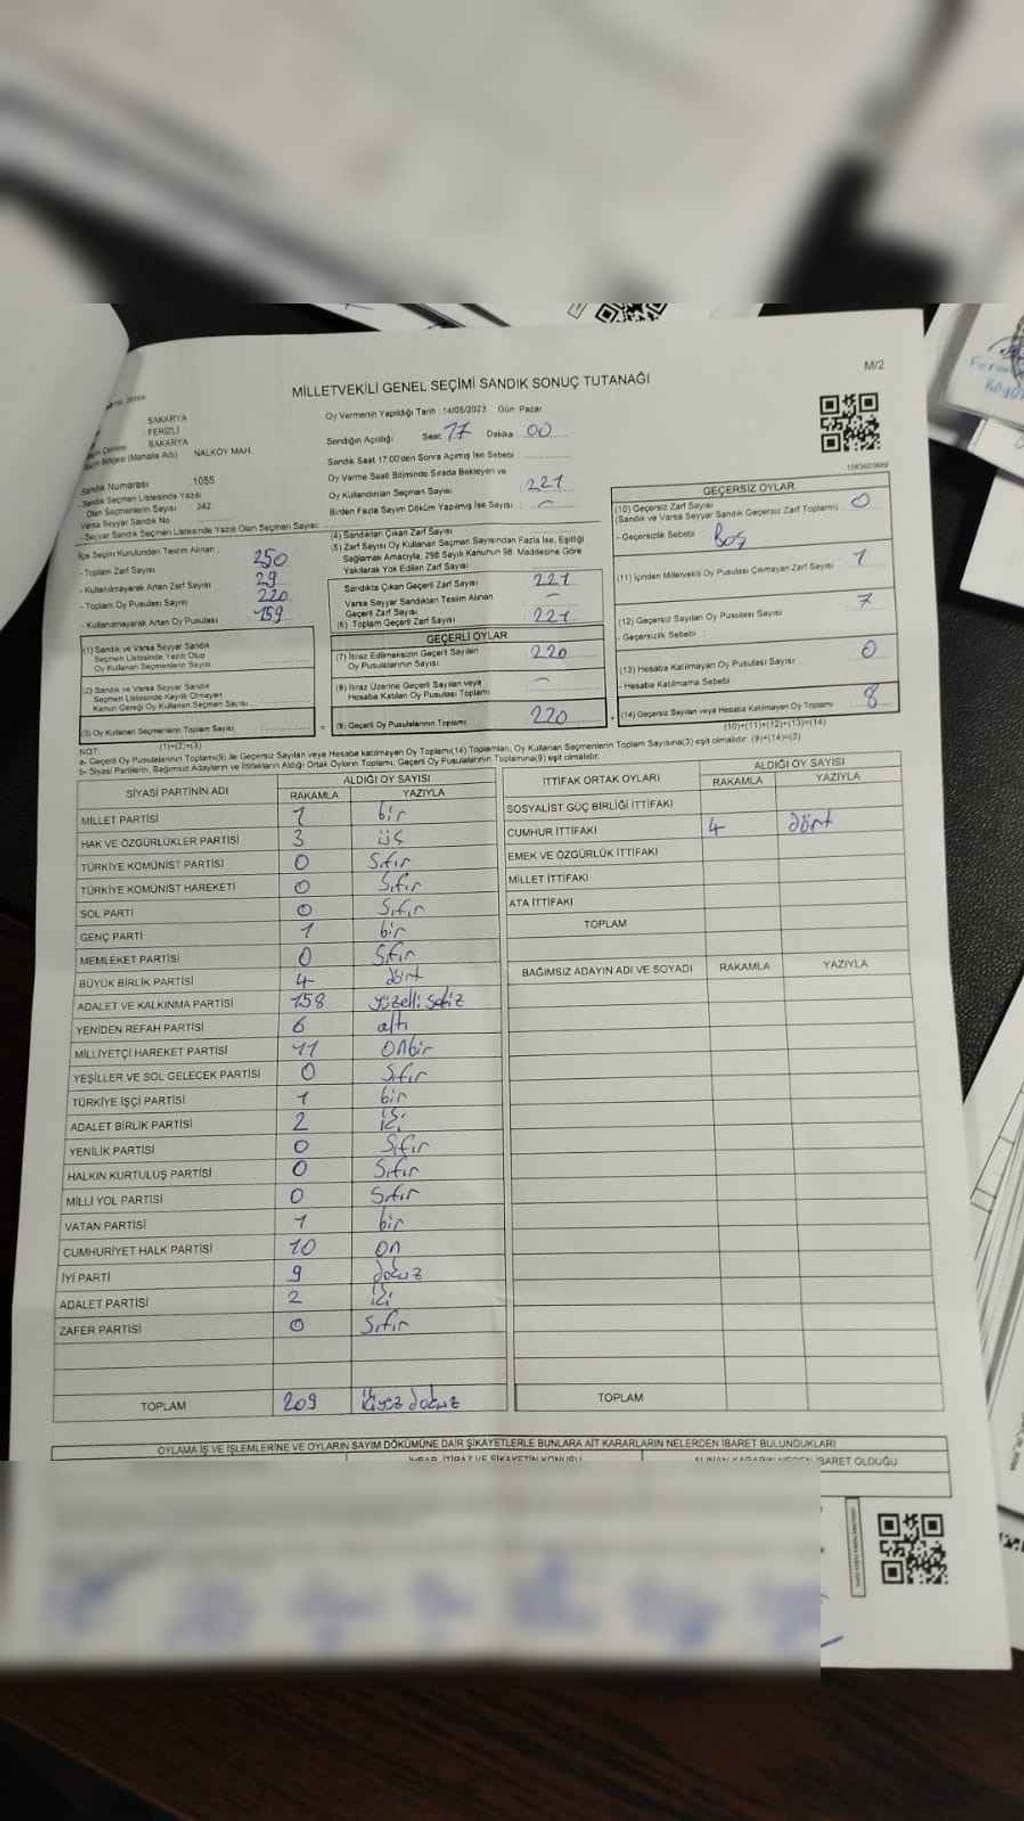 M/2
MİLLETVEKİLİ GENEL SEÇİMİ SANDIK SONUÇ TUTANAĞI
SAKARYA
FERİZLİ
SAKARYA
Seçim Bölgesi (Mahalle Adı) NALKÖY MAH.
Sandık Numarası 1055
Sandık Seçmen Listesinde Yazılı
Olan Seçmenlerin Sayısı 242
Varsa Seyyar Sandık No
Seyyar Sandık Seçmen Listesinde Yazılı Olan Seçmen Sayısı:
Oy Vermenin Yapıldığı Tarih : 14/05/2023 Gün: Pazar
Sandığın Açıldığı Saat: 17 Dakika : 00
Sandık Saat 17:00'den Sonra Açılmış İse Sebebi :
Oy Verme Saati Bitiminde Sırada Bekleyen ve
Oy Kullandırılan Seçmen Sayısı : 221
Birden Fazla Sayım Döküm Yapılmış İse Sayısı : -
İlçe Seçim Kurulundan Teslim Alınan :
- Toplam Zarf Sayısı 250
- Kullanılmayarak Artan Zarf Sayısı 29
- Toplam Oy Pusulası Sayısı 220
- Kullanılmayarak Artan Oy Pusulası 159
(1) Sandık ve Varsa Seyyar Sandık
Seçmen Listesinde Yazılı Olup
Oy Kullanan Seçmenlerin Sayısı
(2) Sandık ve Varsa Seyyar Sandık
Seçmen Listesinde Kayıtlı Olmayan
Kanun Gereği Oy Kullanan Seçmen Sayısı :
(3) Oy Kullanan Seçmenlerin Toplam Sayısı
(1)+(2)=(3)
(4) Sandıktan Çıkan Zarf Sayısı
(5) Zarf Sayısı Oy Kullanan Seçmen Sayısından Fazla İse, Eşitliği
Sağlamak Amacıyla, 298 Sayılı Kanunun 98. Maddesine Göre
Yakılarak Yok Edilen Zarf Sayısı
Sandıkta Çıkan Geçerli Zarf Sayısı 221
Varsa Seyyar Sandıktan Teslim Alınan
Geçerli Zarf Sayısı -
(6) Toplam Geçerli Zarf Sayısı 221
GEÇERLİ OYLAR
(7) İtiraz Edilmeksizin Geçerli Sayılan
Oy Pusulalarının Sayısı 220
(8) İtiraz Üzerine Geçerli Sayılan veya
Hesaba Katılan Oy Pusulası Toplamı -
(9) Geçerli Oy Pusulalarının Toplamı 220
GEÇERSİZ OYLAR
(10) Geçersiz Zarf Sayısı
(Sandık ve Varsa Seyyar Sandık Geçersiz Zarf Toplamı) : 0
- Geçersizlik Sebebi : Boş
(11) İçinden Milletvekili Oy Pusulası Çıkmayan Zarf Sayısı 1
(12) Geçersiz Sayılan Oy Pusulası Sayısı 7
- Geçersizlik Sebebi :
(13) Hesaba Katılmayan Oy Pusulası Sayısı : 0
- Hesaba Katılmama Sebebi
(14) Geçersiz Sayılan veya Hesaba Katılmayan Oy Toplamı 8
(10)+(11)+(12)+(13)=(14)
NOT:
a- Geçerli Oy Pusulalarının Toplamı(9) ile Geçersiz Sayılan veya Hesaba katılmayan Oy Toplamı(14) Toplamları, Oy Kullanan Seçmenlerin Toplam Sayısına(3) eşit olmalıdır. (9)+(14)=(3)
b- Siyasi Partilerin, Bağımsız Adayların ve İttifakların Aldığı Ortak Oyların Toplamı, Geçerli Oy Pusulalarının Toplamına(9) eşit olmalıdır.
SİYASİ PARTİNİN ADI ALDIĞI OY SAYISI
RAKAMLA YAZIYLA
MİLLET PARTİSİ 1 bir
HAK VE ÖZGÜRLÜKLER PARTİSİ 3 üç
TÜRKİYE KOMÜNİST PARTİSİ 0 Sıfır
TÜRKİYE KOMÜNİST HAREKETİ 0 Sıfır
SOL PARTİ 0 Sıfır
GENÇ PARTİ 1 bir
MEMLEKET PARTİSİ 0 Sıfır
BÜYÜK BİRLİK PARTİSİ 4 dört
ADALET VE KALKINMA PARTİSİ 158 yüzelli sekiz
YENİDEN REFAH PARTİSİ 6 altı
MİLLİYETÇİ HAREKET PARTİSİ 11 Onbir
YEŞİLLER VE SOL GELECEK PARTİSİ 0 Sıfır
TÜRKİYE İŞÇİ PARTİSİ 1 bir
ADALET BİRLİK PARTİSİ 2 iki
YENİLİK PARTİSİ 0 Sıfır
HALKIN KURTULUŞ PARTİSİ 0 Sıfır
MİLLİ YOL PARTİSİ 0 Sıfır
VATAN PARTİSİ 1 bir
CUMHURİYET HALK PARTİSİ 10 on
İYİ PARTİ 9 dokuz
ADALET PARTİSİ 2 iki
ZAFER PARTİSİ 0 Sıfır
TOPLAM 209 ikiyüz dokuz
İTTİFAK ORTAK OYLARI ALDIĞI OY SAYISI
RAKAMLA YAZIYLA
SOSYALİST GÜÇ BİRLİĞİ İTTİFAKI
CUMHUR İTTİFAKI 4 dört
EMEK VE ÖZGÜRLÜK İTTİFAKI
MİLLET İTTİFAKI
ATA İTTİFAKI
TOPLAM
BAĞIMSIZ ADAYIN ADI VE SOYADI RAKAMLA YAZIYLA
TOPLAM
OYLAMA İŞ VE İŞLEMLERİNE VE OYLARIN SAYIM DÖKÜMÜNE DAİR ŞİKAYETLERLE BUNLARA AİT KARARLARIN NELERDEN İBARET BULUNDUKLARI